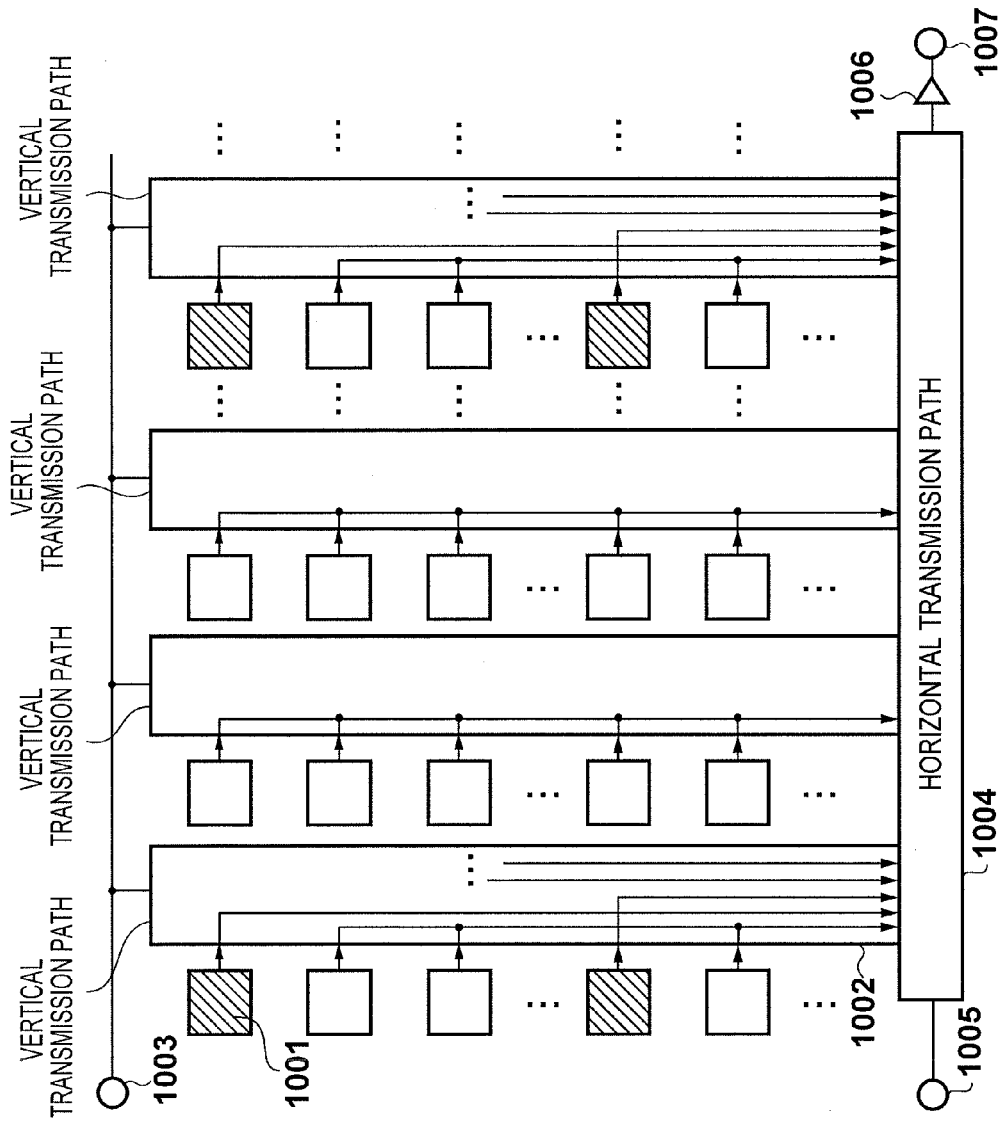 VERTICAL
TRANSMISSION PATH
VERTICAL
TRANSMISSION PATH
VERTICAL
TRANSMISSION PATH
VERTICAL
TRANSMISSION PATH
1003
1001
1002
HORIZONTAL TRANSMISSION PATH
1004
1005
1006
1007